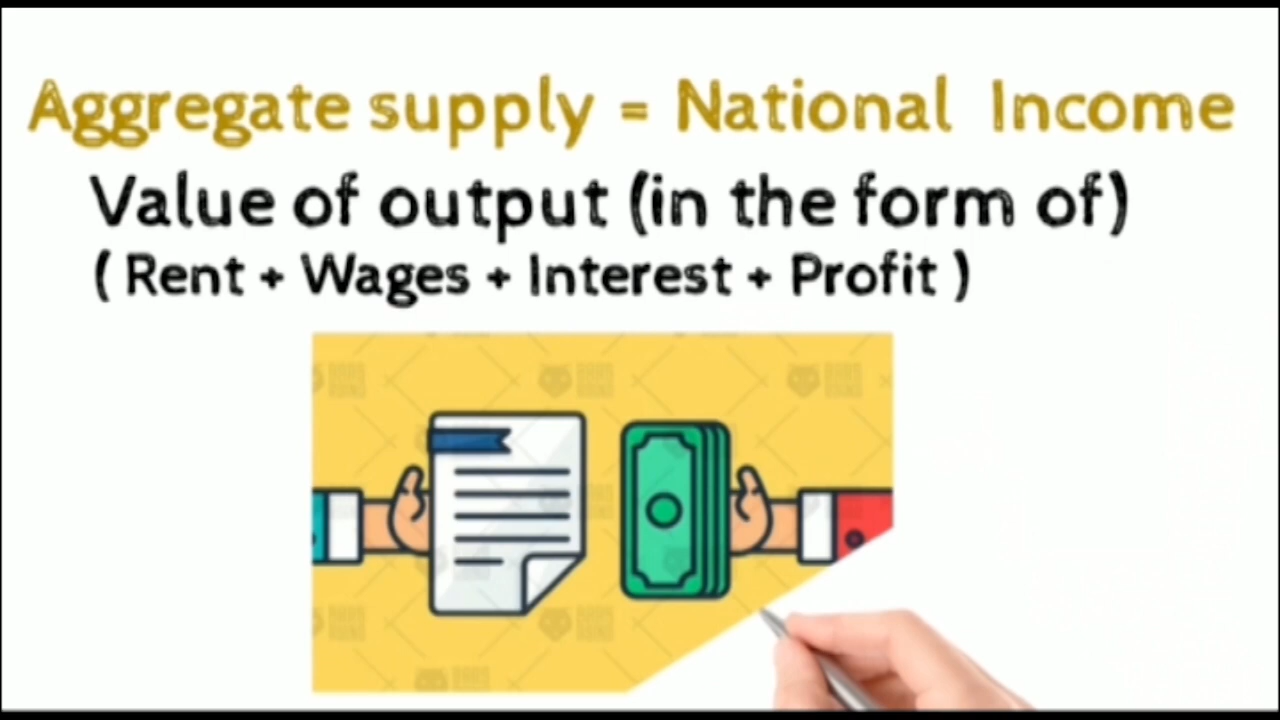 Aggregate supply = National Income
Value of output (in the form of)
( Rent + Wages + Interest + Profit )